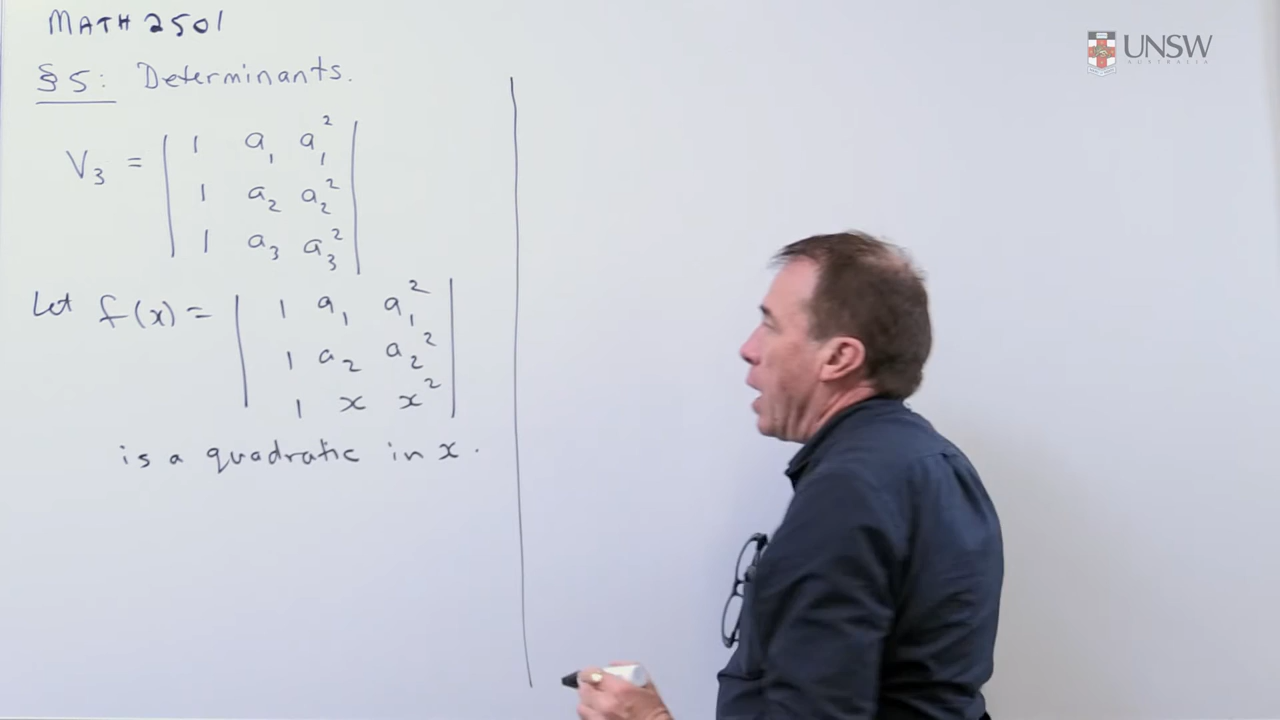 MATH 2501
§5: Determinants.
V₃ = | 1 a₁ a₁² |
| 1 a₂ a₂² |
| 1 a₃ a₃² |
Let f(x) = | 1 a₁ a₁² |
| 1 a₂ a₂² |
| 1 x x² |
is a quadratic in x.
UNSW
AUSTRALIA